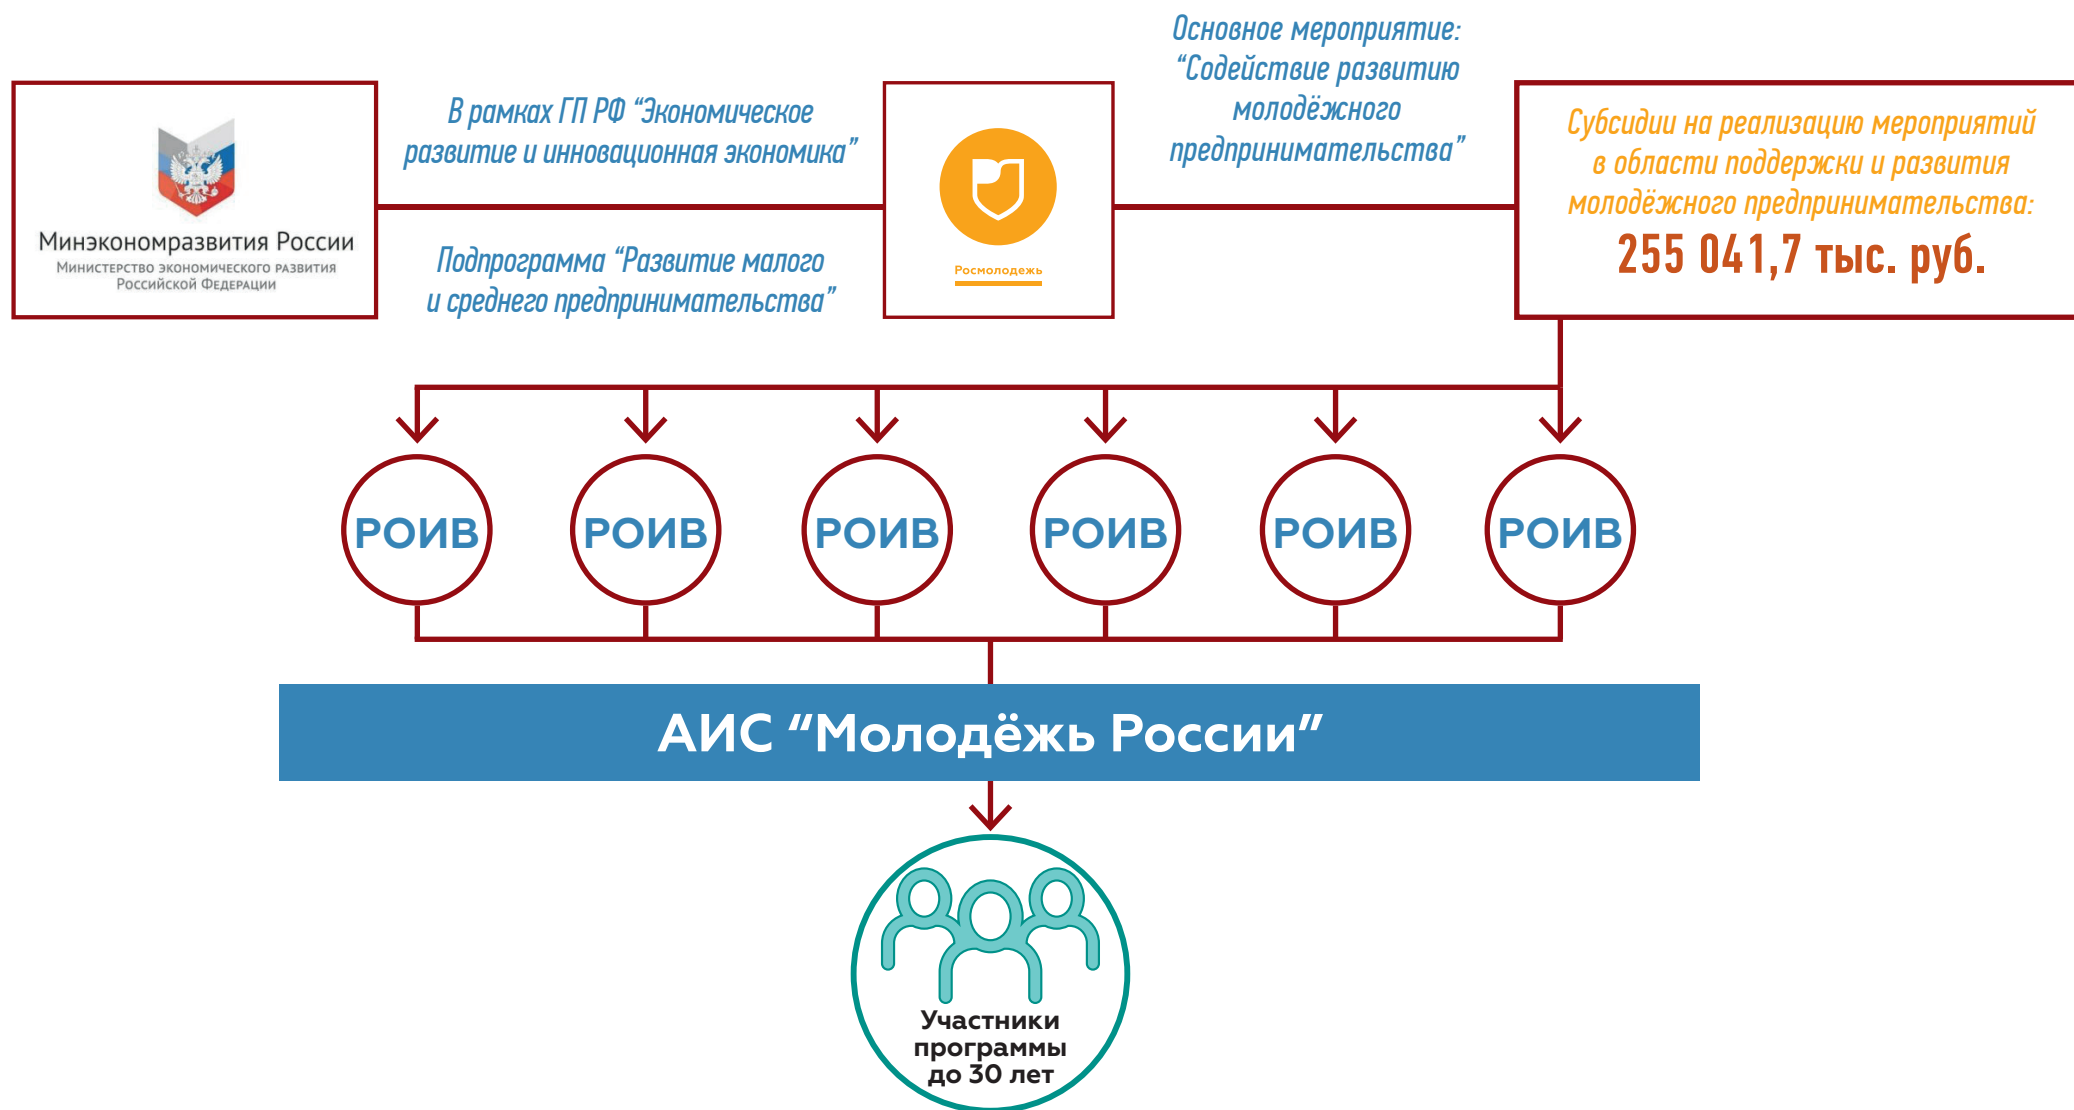 Минэкономразвития России
Министерство экономического развития
Российской Федерации
В рамках ГП РФ “Экономическое
развитие и инновационная экономика”
Подпрограмма “Развитие малого
и среднего предпринимательства”
Росмолодежь
Основное мероприятие:
“Содействие развитию
молодёжного
предпринимательства”
Субсидии на реализацию мероприятий
в области поддержки и развития
молодёжного предпринимательства:
255 041,7 тыс. руб.
РОИВ РОИВ РОИВ РОИВ РОИВ РОИВ
АИС “Молодёжь России”
Участники
программы
до 30 лет